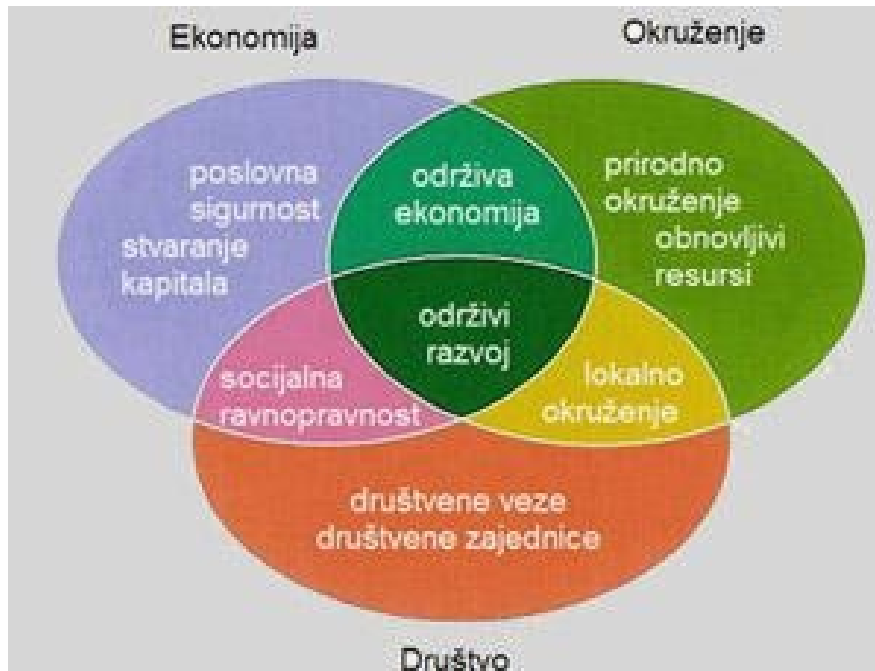 Ekonomija
Okruženje
poslovna
sigurnost
stvaranje
kapitala
održiva
ekonomija
prirodno
okruženje
obnovljivi
resursi
održivi
razvoj
socijalna
ravnopravnost
lokalno
okruženje
društvene veze
društvene zajednice
Društvo